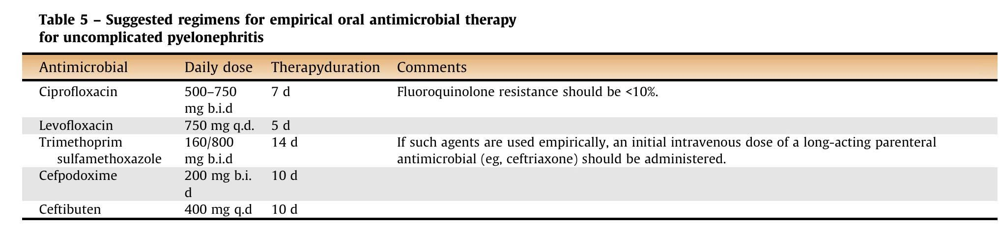 Table 5 – Suggested regimens for empirical oral antimicrobial therapy
for uncomplicated pyelonephritis
Antimicrobial Daily dose Therapyduration Comments
Ciprofloxacin 500–750 7 d Fluoroquinolone resistance should be <10%.
mg b.i.d
Levofloxacin 750 mg q.d. 5 d
Trimethoprim 160/800 14 d If such agents are used empirically, an initial intravenous dose of a long-acting parenteral
sulfamethoxazole mg b.i.d antimicrobial (eg, ceftriaxone) should be administered.
Cefpodoxime 200 mg b.i. 10 d
d
Ceftibuten 400 mg q.d 10 d